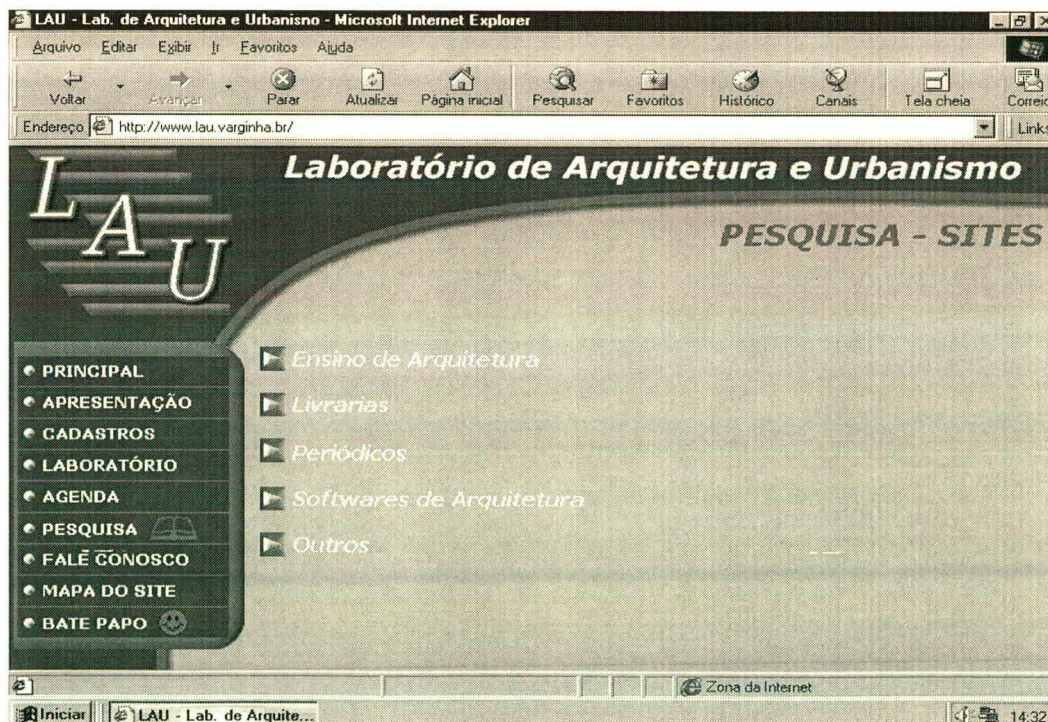 LAU - Lab. de Arquitetura e Urbanisno - Microsoft Internet Explorer
Arquivo Editar Exibir Ir Favoritos Ajuda
Voltar Avançar Parar Atualizar Página inicial Pesquisar Favoritos Histórico Canais Tela cheia Correio
Endereço http://www.lau.varginha.br/ Links
LAU
Laboratório de Arquitetura e Urbanismo
PESQUISA - SITES
PRINCIPAL
APRESENTAÇÃO
CADASTROS
LABORATÓRIO
AGENDA
PESQUISA
FALE CONOSCO
MAPA DO SITE
BATE PAPO
Ensino de Arquitetura
Livrarias
Periódicos
Softwares de Arquitetura
Outros
Zona da Internet
Iniciar LAU - Lab. de Arquite... 14:32